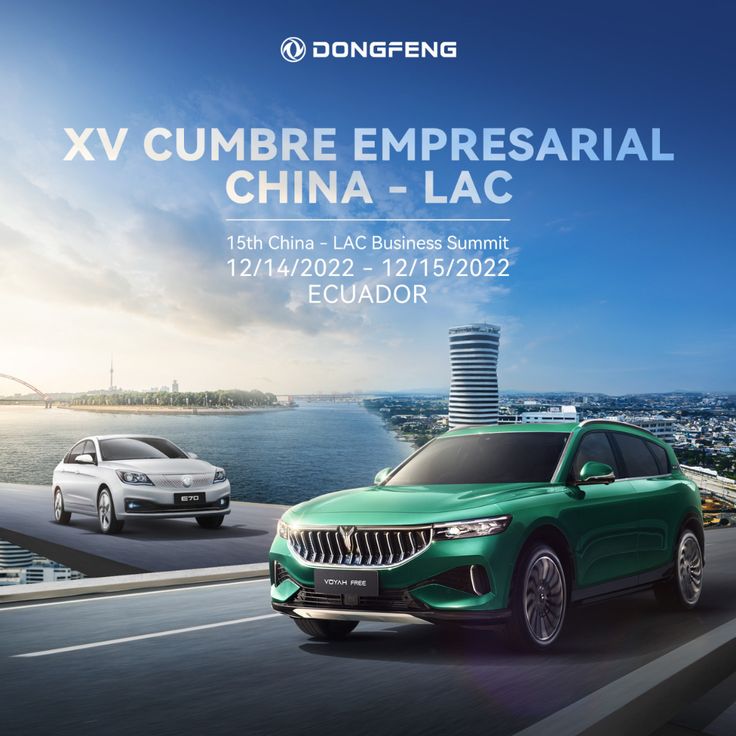 DONGFENG
XV CUMBRE EMPRESARIAL
CHINA - LAC
15th China - LAC Business Summit
12/14/2022 - 12/15/2022
ECUADOR
E70
VOYAH FREE